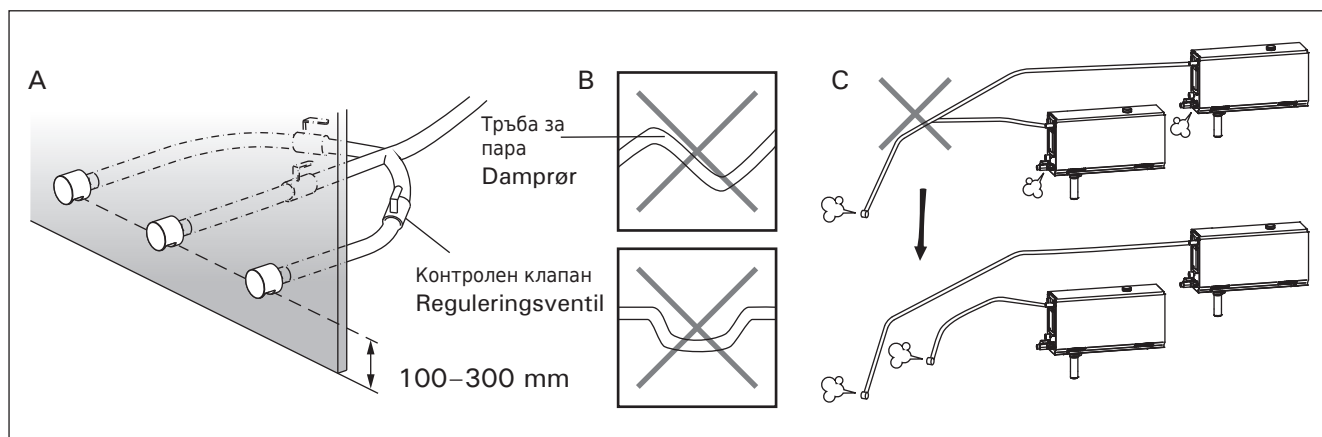 A
B
C
Тръба за
пара
Damprør
Контролен клапан
Reguleringsventil
100–300 mm